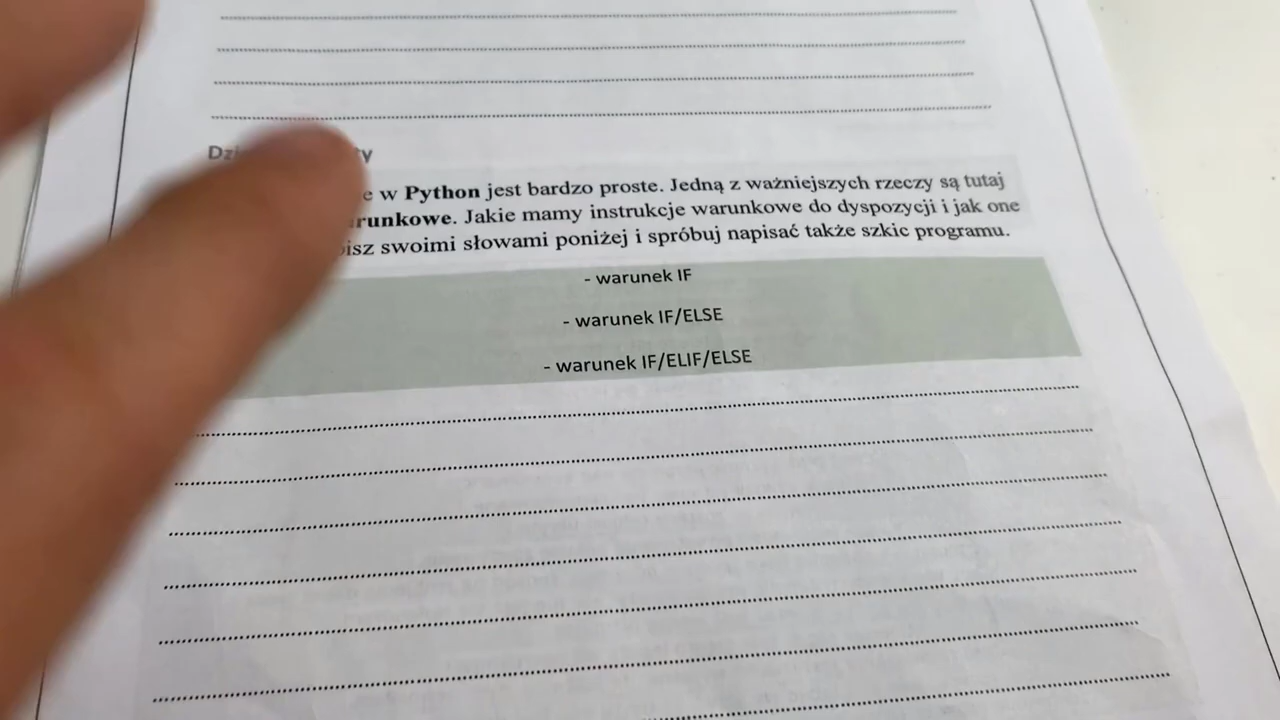 e w Python jest bardzo proste. Jedną z ważniejszych rzeczy są tutaj
runkowe. Jakie mamy instrukcje warunkowe do dyspozycji i jak one
isz swoimi słowami poniżej i spróbuj napisać także szkic programu.
- warunek IF
- warunek IF/ELSE
- warunek IF/ELIF/ELSE